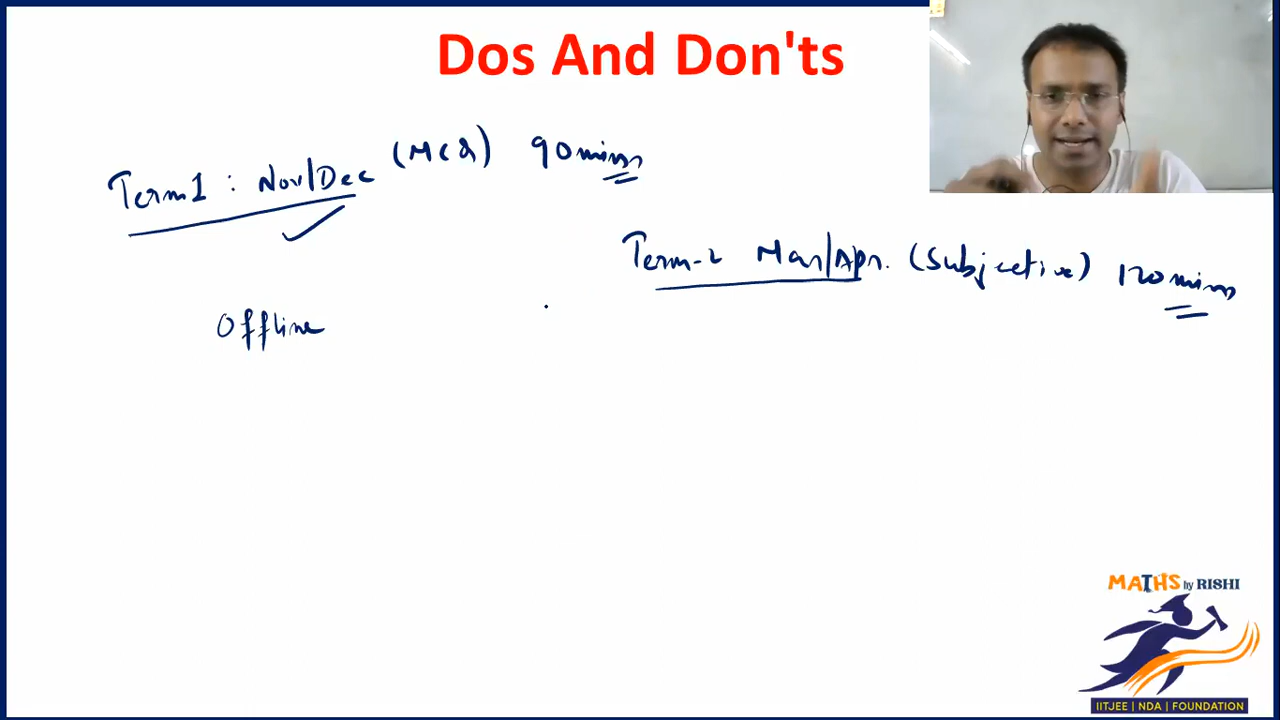 Dos And Don'ts
Term1 : Nov/Dec (MCQ) 90mins
Term-2 Mar/Apr. (Subjective) 120mins
Offline
MATHS by RISHI
IITJEE | NDA | FOUNDATION